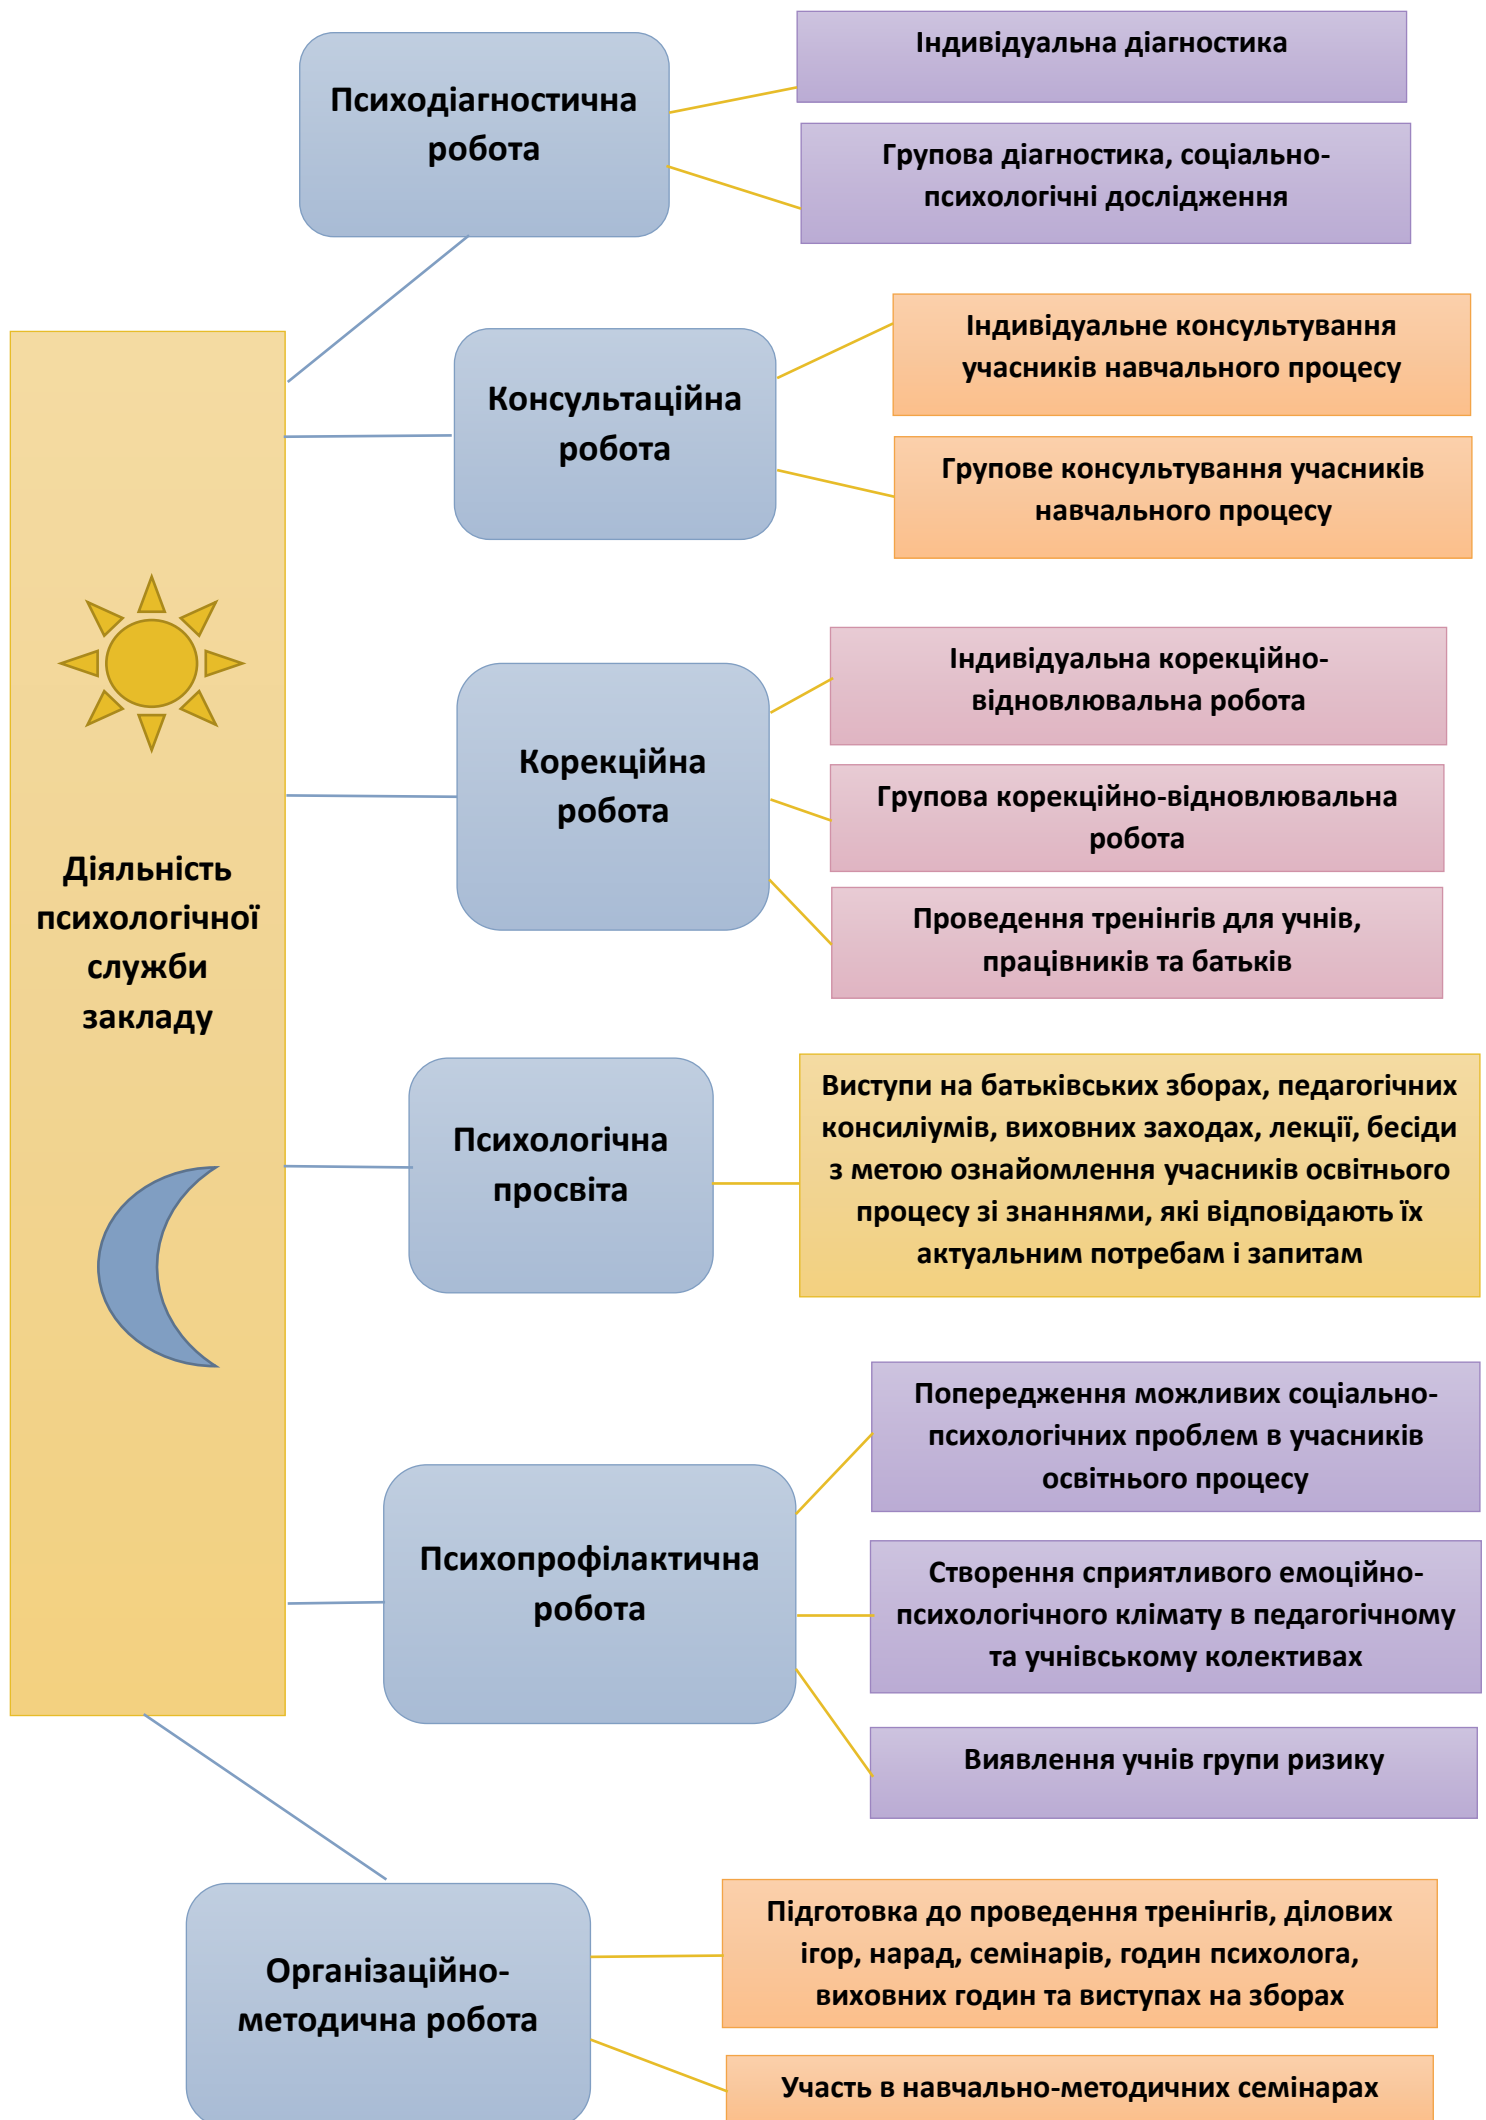 Діяльність
психологічної
служби
закладу
Психодіагностична
робота
Індивідуальна діагностика
Групова діагностика, соціально-
психологічні дослідження
Консультаційна
робота
Індивідуальне консультування
учасників навчального процесу
Групове консультування учасників
навчального процесу
Корекційна
робота
Індивідуальна корекційно-
відновлювальна робота
Групова корекційно-відновлювальна
робота
Проведення тренінгів для учнів,
працівників та батьків
Психологічна
просвіта
Виступи на батьківських зборах, педагогічних
консиліумів, виховних заходах, лекції, бесіди
з метою ознайомлення учасників освітнього
процесу зі знаннями, які відповідають їх
актуальним потребам і запитам
Психопрофілактична
робота
Попередження можливих соціально-
психологічних проблем в учасників
освітнього процесу
Створення сприятливого емоційно-
психологічного клімату в педагогічному
та учнівському колективах
Виявлення учнів групи ризику
Організаційно-
методична робота
Підготовка до проведення тренінгів, ділових
ігор, нарад, семінарів, годин психолога,
виховних годин та виступах на зборах
Участь в навчально-методичних семінарах